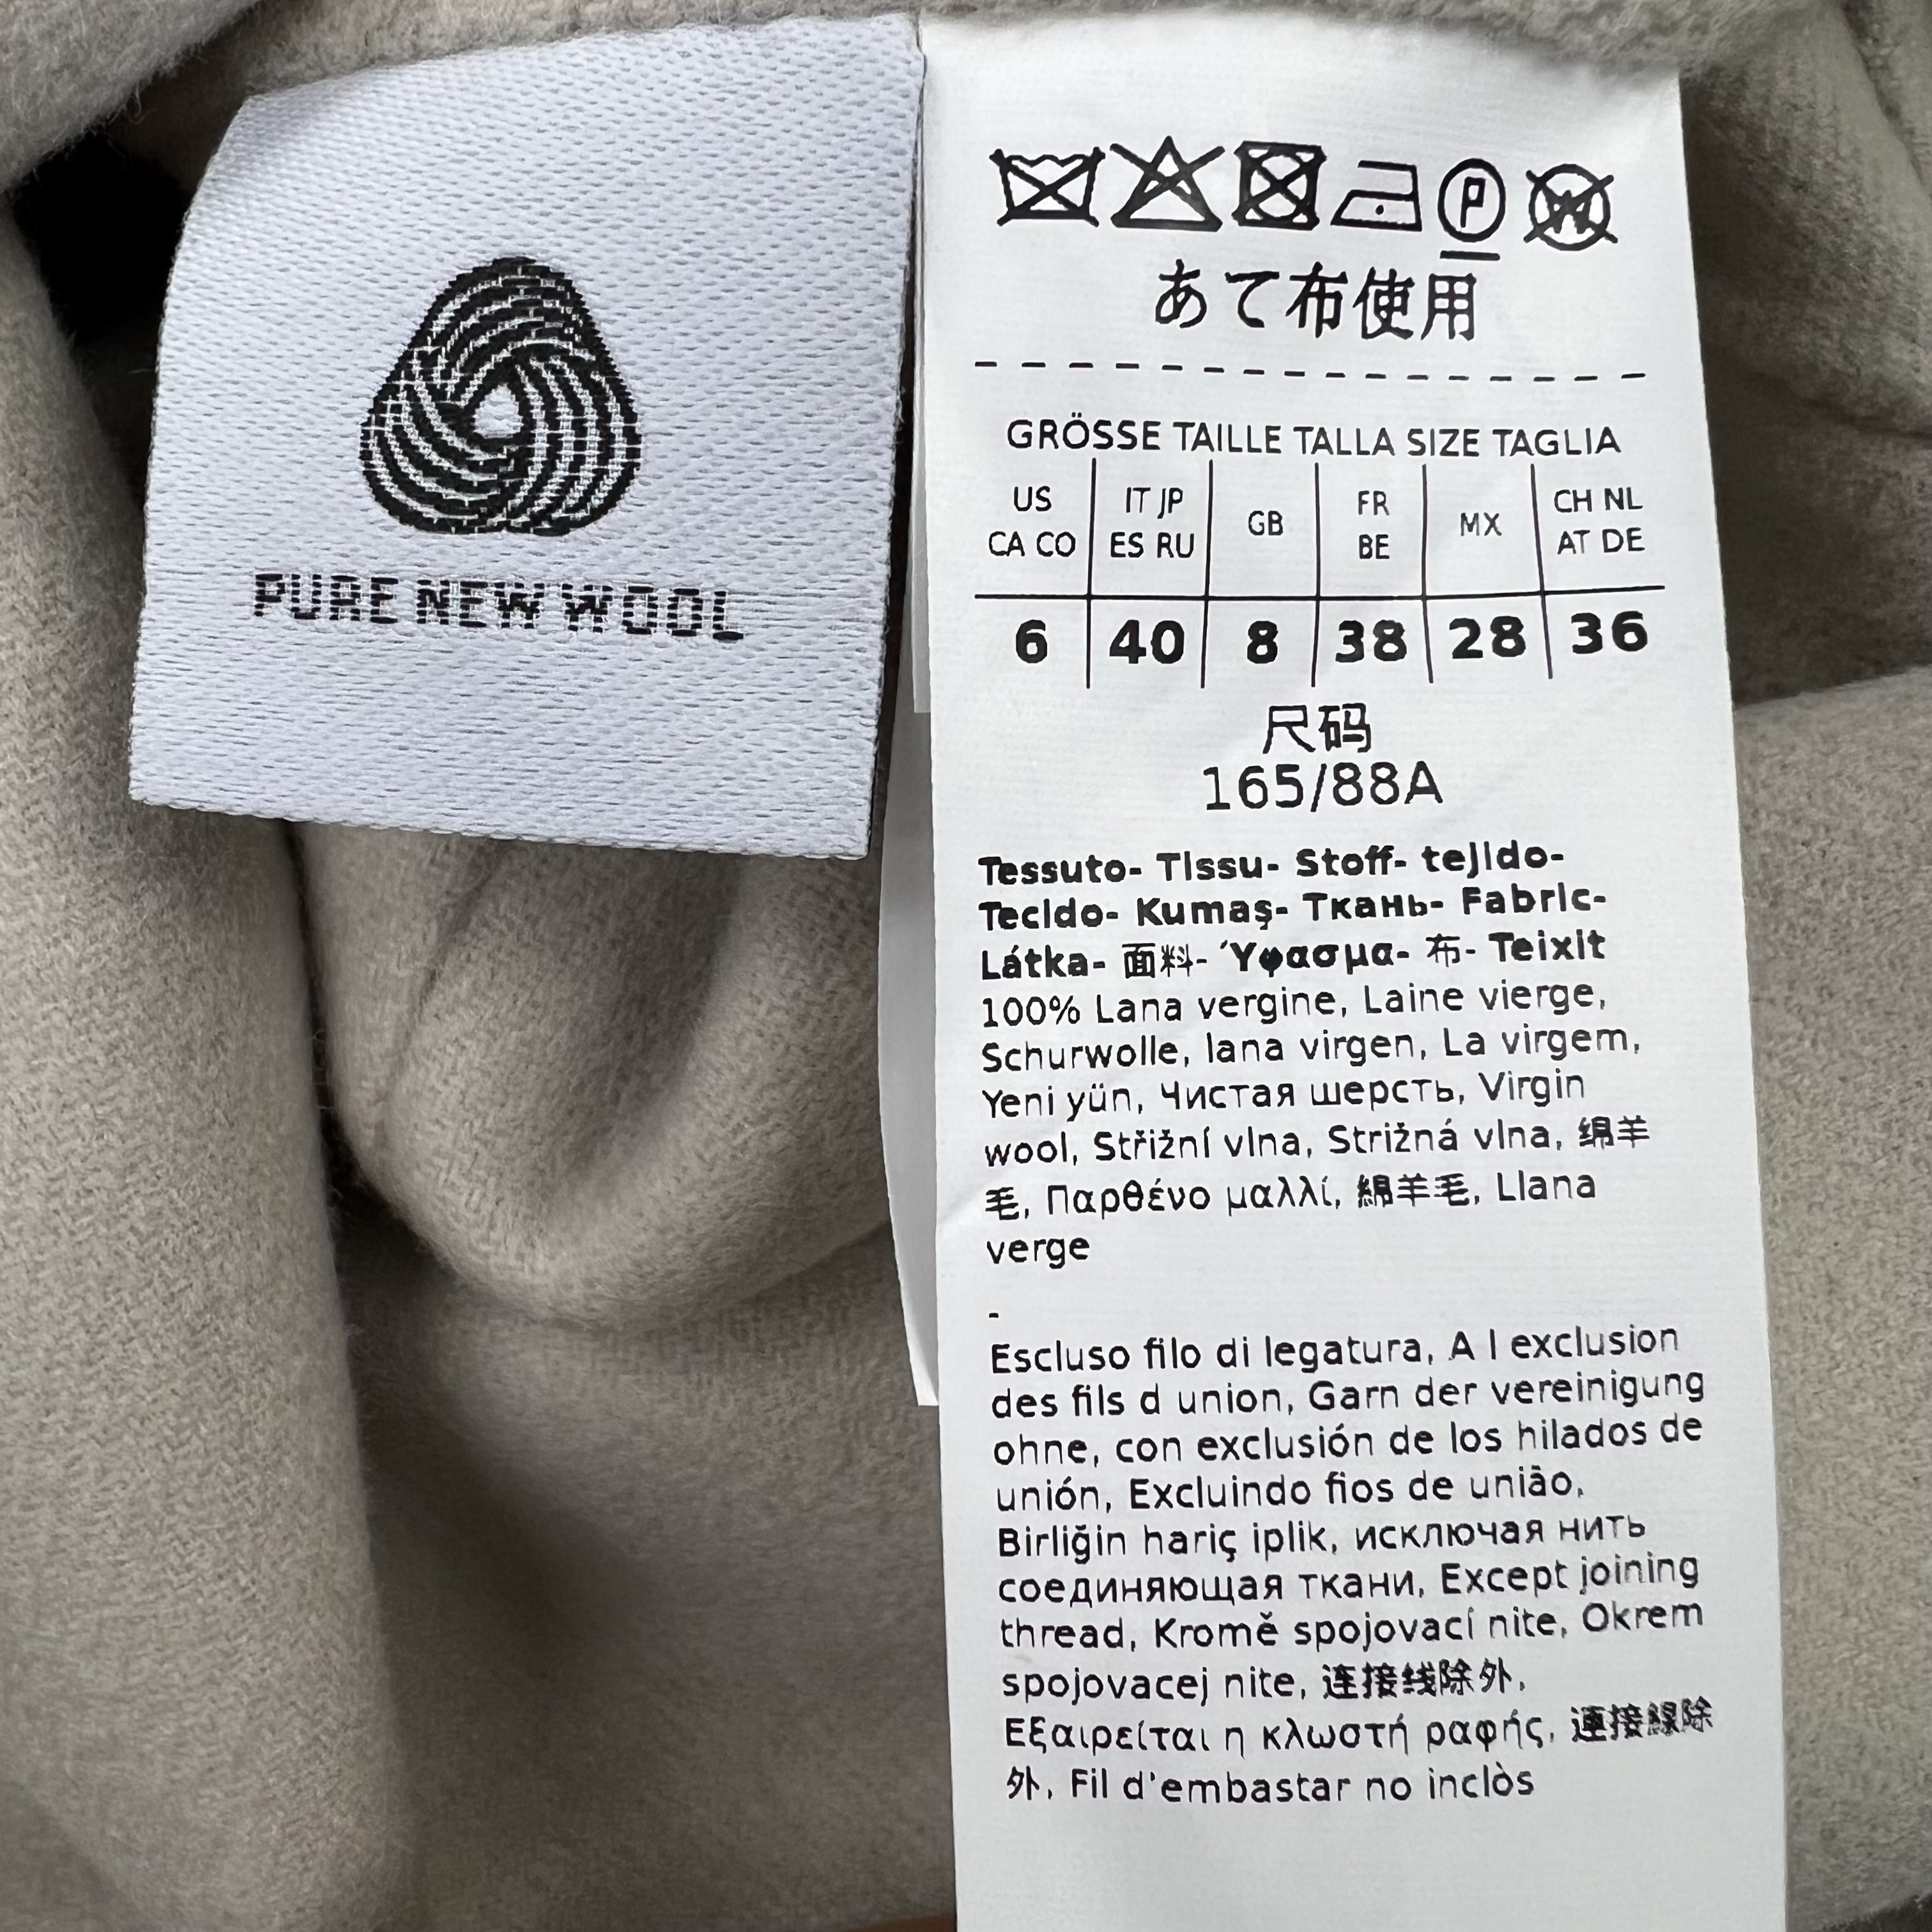 PURE NEW WOOL
P
W
あて布使用
GRÖSSE TAILLE TALLA SIZE TAGLIA
US CA CO
IT JP ES RU
GB
FR BE
MX
CH NL AT DE
6 40 8 38 28 36
尺码
165/88A
Tessuto- Tissu- Stoff- tejido-
Tecido- Kumaş- Ткань- Fabric-
Látka- 面料- Ύφασμα- 布- Teixit
100% Lana vergine, Laine vierge,
Schurwolle, lana virgen, La virgem,
Yeni yün, Чистая шерсть, Virgin
wool, Střižní vlna, Strižná vlna, 绵羊
毛, Παρθένο μαλλί, 綿羊毛, Llana
verge
-
Escluso filo di legatura, A l exclusion
des fils d union, Garn der vereinigung
ohne, con exclusión de los hilados de
unión, Excluindo fios de união,
Birliğin hariç iplik, исключая нить
соединяющая ткани, Except joining
thread, Kromě spojovací nite, Okrem
spojovacej nite, 连接线除外,
Εξαιρείται η κλωστή ραφής, 連接線除
外, Fil d'embastar no inclòs